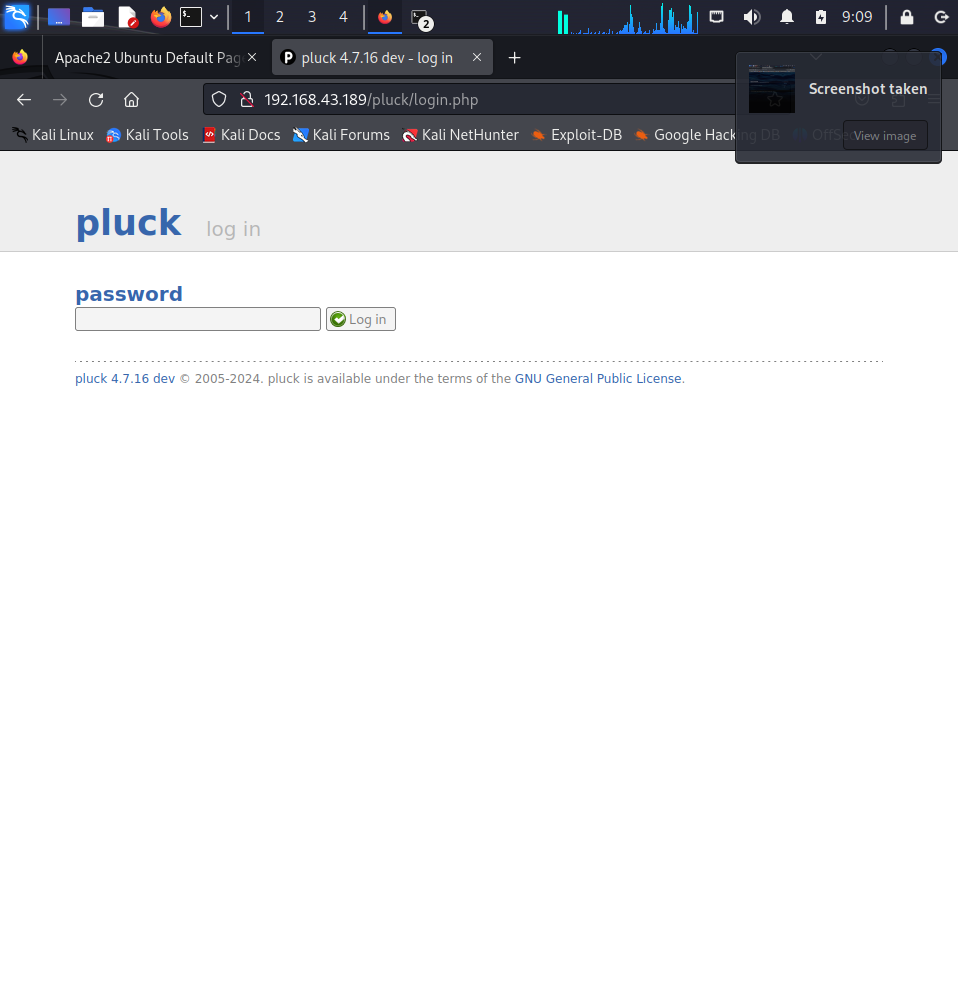 1 2 3 4 2 9:09
Apache2 Ubuntu Default Pag pluck 4.7.16 dev - log in
Screenshot taken
192.168.43.189/pluck/login.php
Kali Linux Kali Tools Kali Docs Kali Forums Kali NetHunter Exploit-DB Google Hacking DB OffSec
View image
pluck log in
password
Log in
pluck 4.7.16 dev © 2005-2024. pluck is available under the terms of the GNU General Public License.